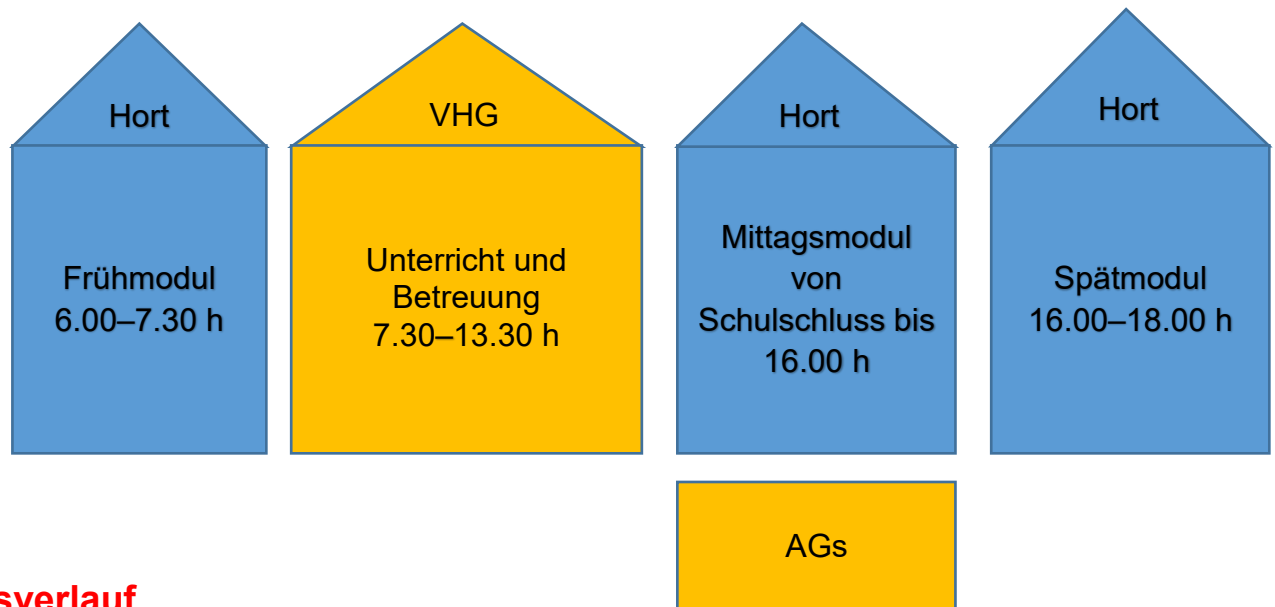 Hort
Frühmodul
6.00–7.30 h
VHG
Unterricht und
Betreuung
7.30–13.30 h
Hort
Mittagsmodul
von
Schulschluss bis
16.00 h
Hort
Spätmodul
16.00–18.00 h
AGs
sverlauf